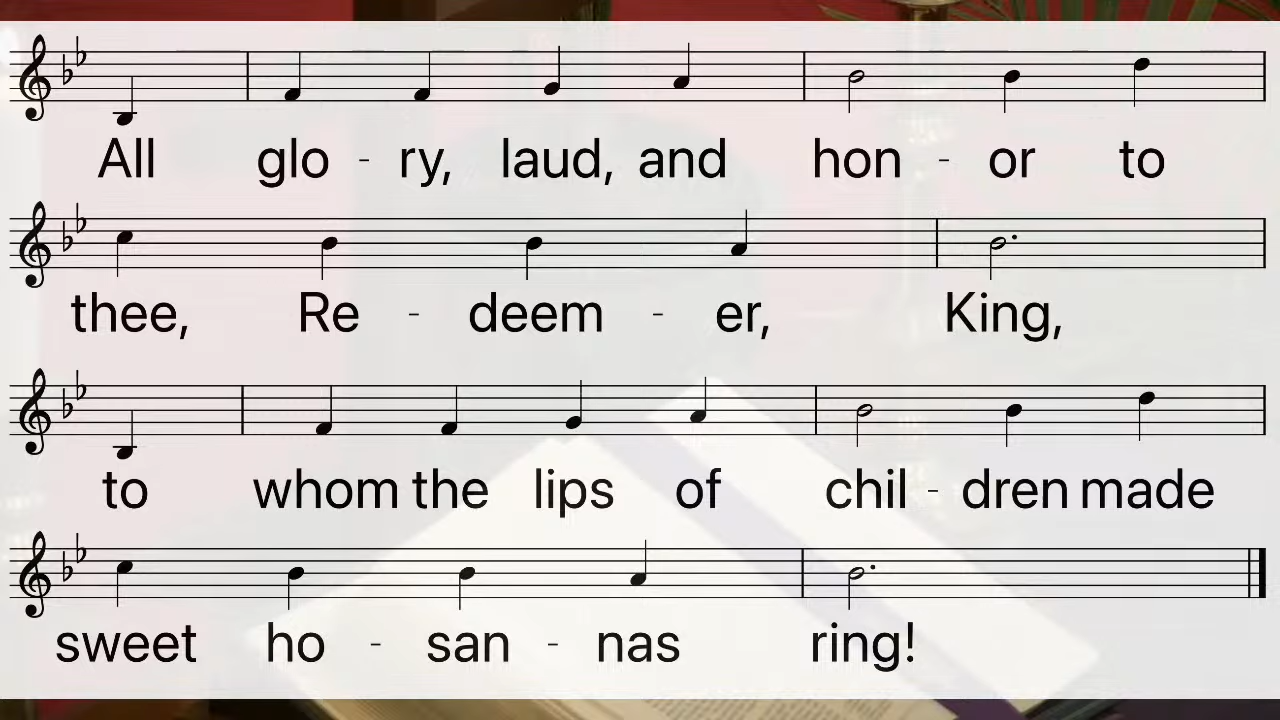 All glo - ry, laud, and hon - or to
thee, Re - deem - er, King,
to whom the lips of chil - dren made
sweet ho - san - nas ring!